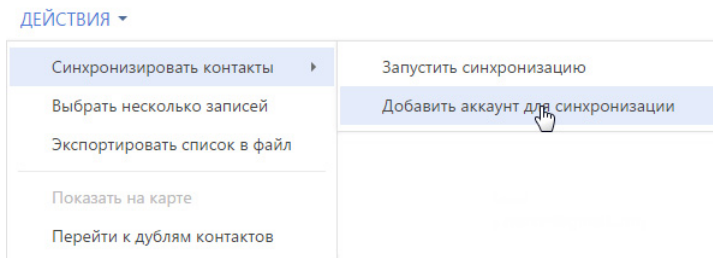 ДЕЙСТВИЯ
Синхронизировать контакты
Выбрать несколько записей
Экспортировать список в файл
Показать на карте
Перейти к дублям контактов
Запустить синхронизацию
Добавить аккаунт для синхронизации